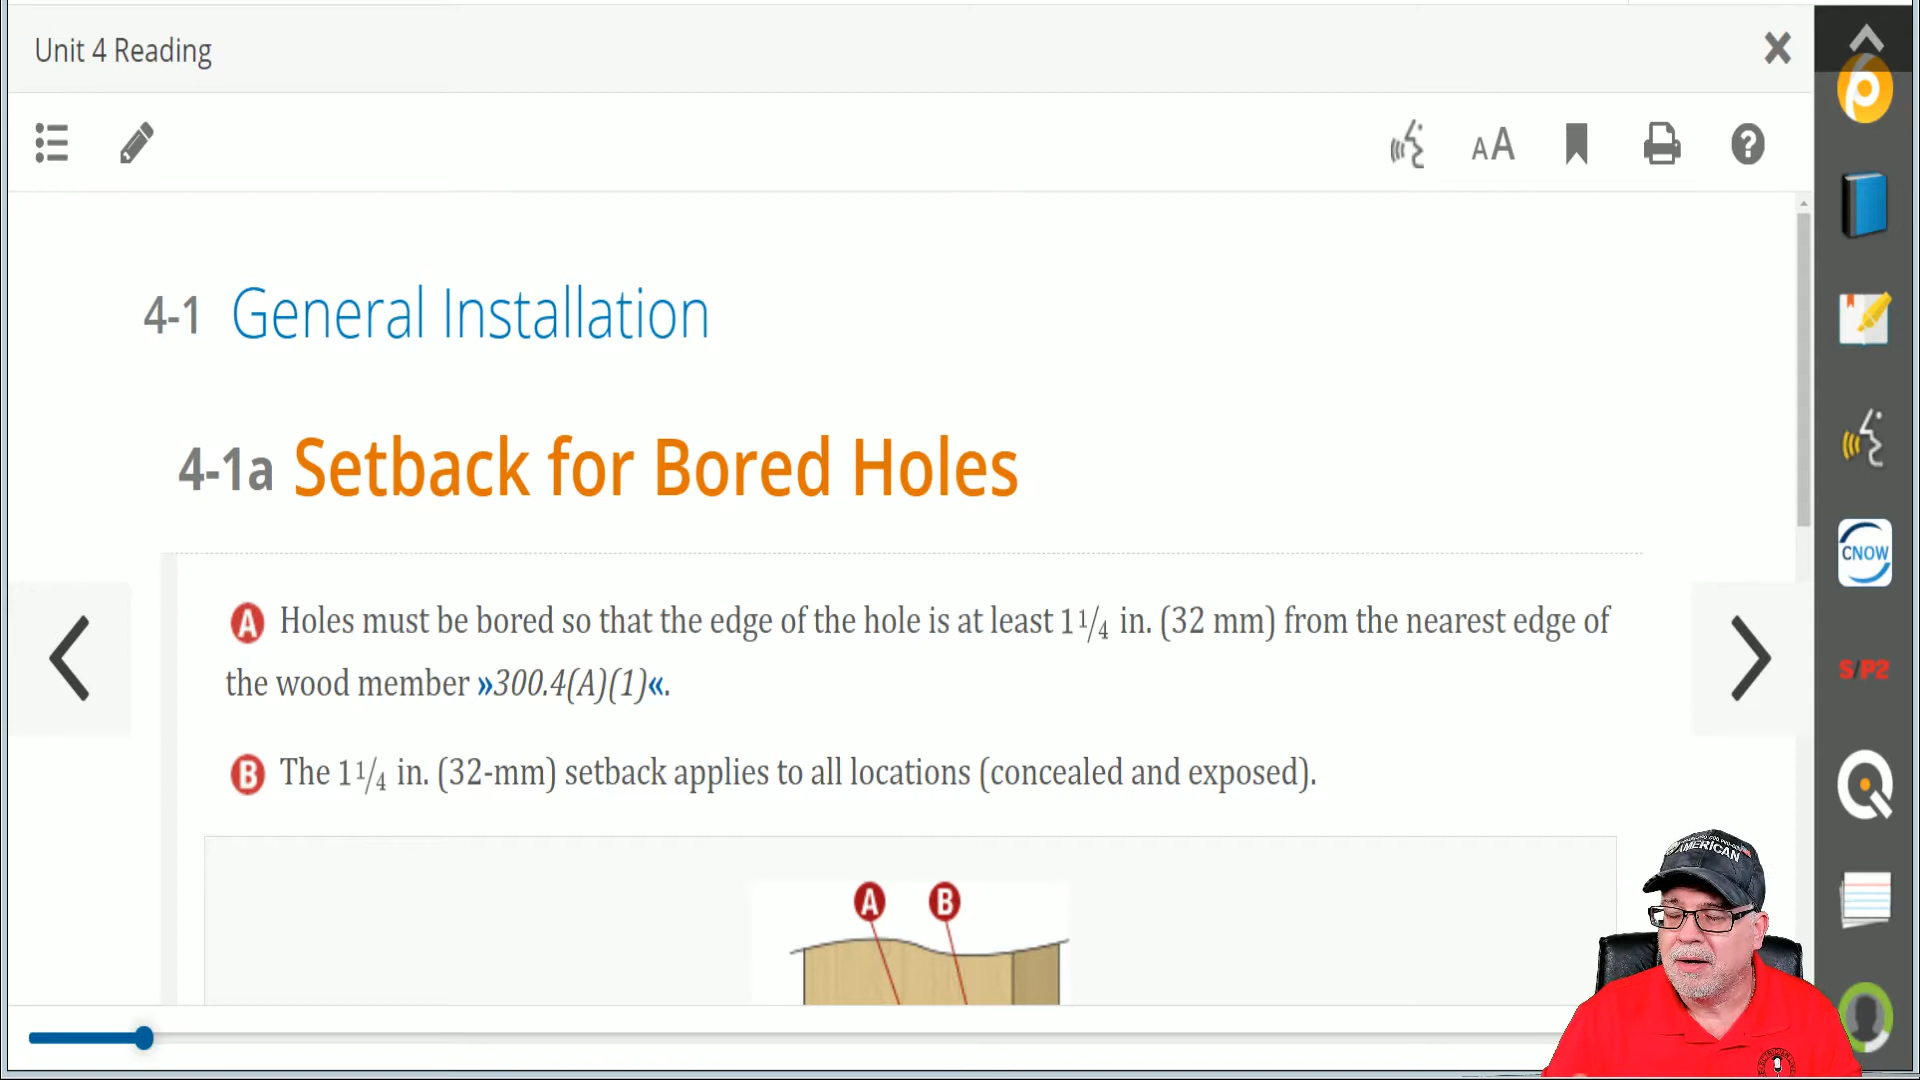 Unit 4 Reading
AA
?
4-1 General Installation
4-1a Setback for Bored Holes
A Holes must be bored so that the edge of the hole is at least 1 1/4 in. (32 mm) from the nearest edge of
the wood member »300.4(A)(1)«.
B The 1 1/4 in. (32-mm) setback applies to all locations (concealed and exposed).
A B
CNOW
S/P2
AMERICAN